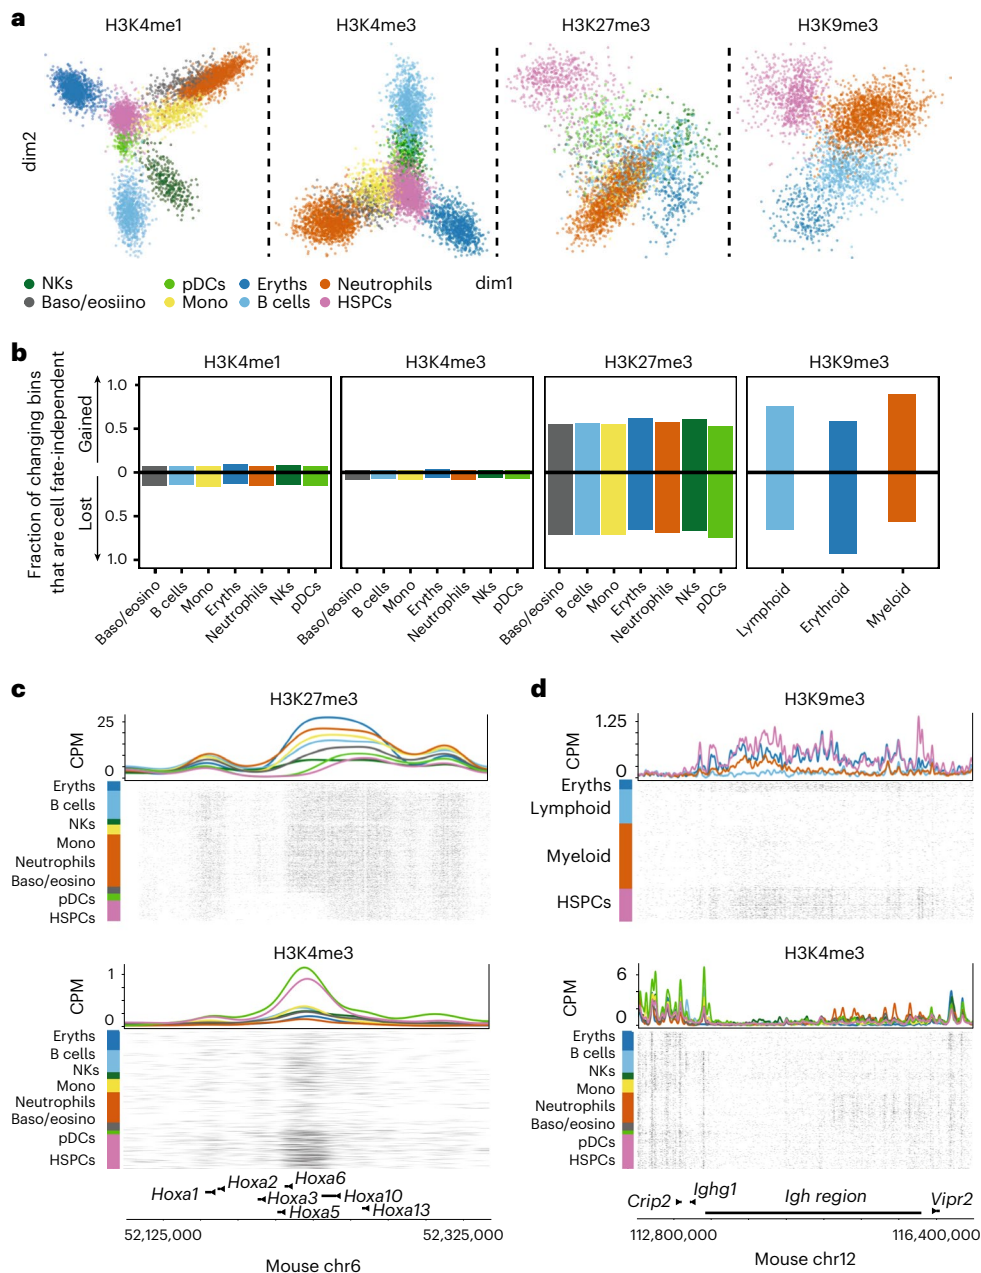 a
H3K4me1 H3K4me3 H3K27me3 H3K9me3
dim2
NKs pDCs Eryths Neutrophils dim1
Baso/eosiino Mono B cells HSPCs
b
Fraction of changing bins
that are cell fate-independent
Lost Gained
H3K4me1 H3K4me3 H3K27me3 H3K9me3
1.0
0.5
0
0.5
1.0
Baso/eosino B cells Mono Eryths Neutrophils NKs pDCs
Baso/eosino B cells Mono Eryths Neutrophils NKs pDCs
Baso/eosino B cells Mono Eryths Neutrophils NKs pDCs
Lymphoid Erythroid Myeloid
c
H3K27me3
CPM
25
0
Eryths
B cells
NKs
Mono
Neutrophils
Baso/eosino
pDCs
HSPCs
H3K4me3
CPM
1
0
Eryths
B cells
NKs
Mono
Neutrophils
Baso/eosino
pDCs
HSPCs
Hoxa1 Hoxa2 Hoxa6
Hoxa3 Hoxa10
Hoxa5 Hoxa13
52,125,000 52,325,000
Mouse chr6
d
H3K9me3
CPM
1.25
0
Eryths
Lymphoid
Myeloid
HSPCs
H3K4me3
CPM
6
0
Eryths
B cells
NKs
Mono
Neutrophils
Baso/eosino
pDCs
HSPCs
Crip2 Ighg1 Igh region Vipr2
112,800,000 116,400,000
Mouse chr12